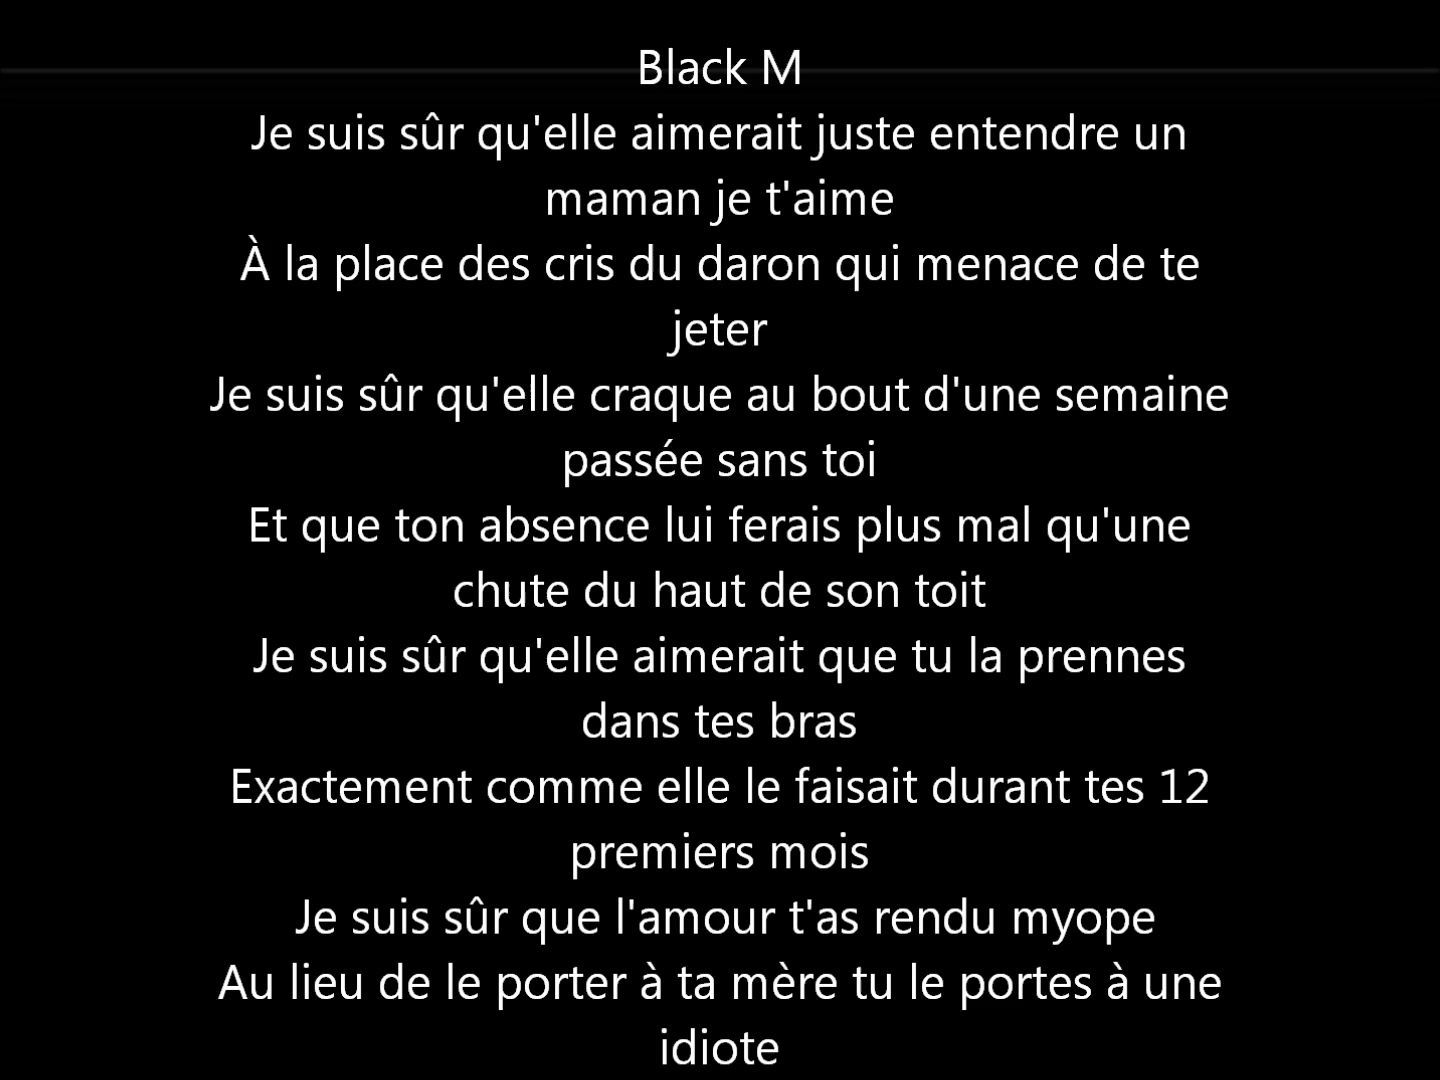 Black M
Je suis sûr qu'elle aimerait juste entendre un
maman je t'aime
À la place des cris du daron qui menace de te
jeter
Je suis sûr qu'elle craque au bout d'une semaine
passée sans toi
Et que ton absence lui ferais plus mal qu'une
chute du haut de son toit
Je suis sûr qu'elle aimerait que tu la prennes
dans tes bras
Exactement comme elle le faisait durant tes 12
premiers mois
Je suis sûr que l'amour t'as rendu myope
Au lieu de le porter à ta mère tu le portes à une
idiote